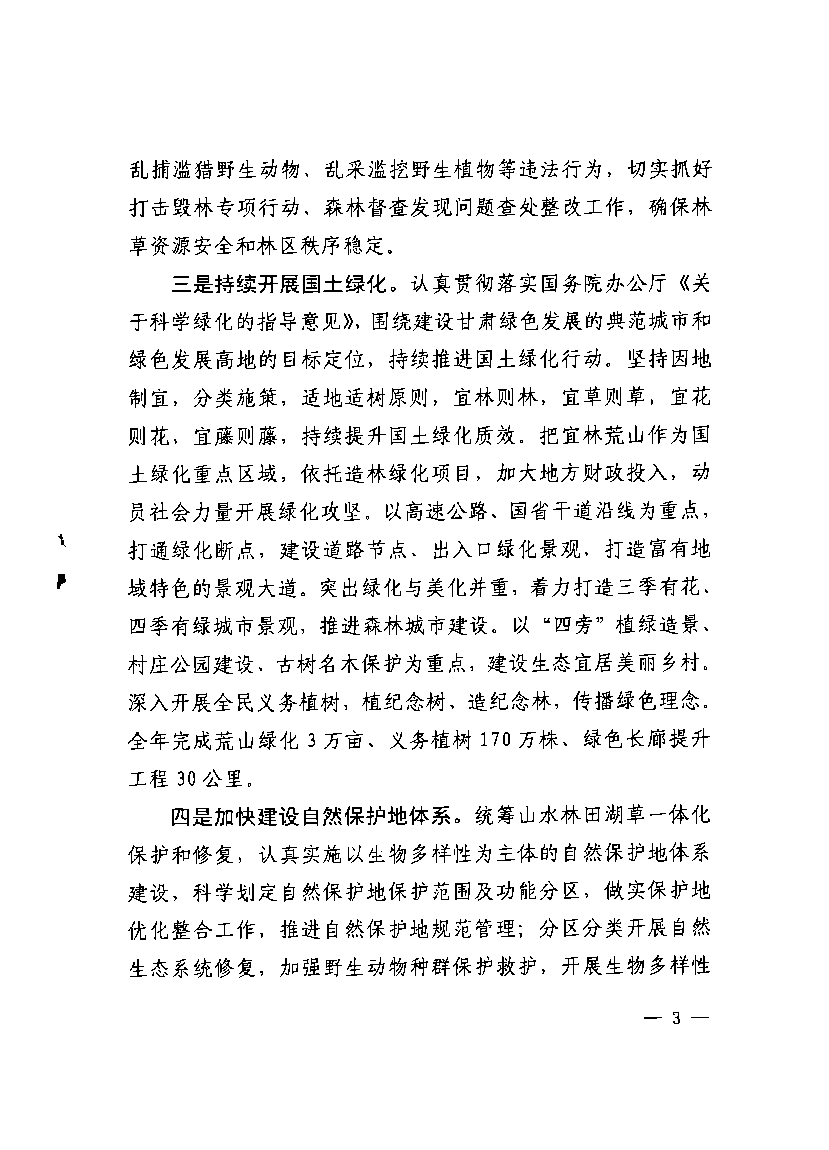 乱捕滥猎野生动物、乱采滥挖野生植物等违法行为，切实抓好
打击毁林专项行动、森林督查发现问题查处整改工作，确保林
草资源安全和林区秩序稳定。
三是持续开展国土绿化。认真贯彻落实国务院办公厅《关
于科学绿化的指导意见》，围绕建设甘肃绿色发展的典范城市和
绿色发展高地的目标定位，持续推进国土绿化行动。坚持因地
制宜，分类施策，适地适树原则，宜林则林，宜草则草，宜花
则花，宜藤则藤，持续提升国土绿化质效。把宜林荒山作为国
土绿化重点区域，依托造林绿化项目，加大地方财政投入，动
员社会力量开展绿化攻坚。以高速公路、国省干道沿线为重点，
打通绿化断点，建设道路节点、出入口绿化景观，打造富有地
域特色的景观大道。突出绿化与美化并重，着力打造三季有花、
四季有绿城市景观，推进森林城市建设。以“四旁”植绿造景、
村庄公园建设、古树名木保护为重点，建设生态宜居美丽乡村。
深入开展全民义务植树，植纪念树、造纪念林，传播绿色理念。
全年完成荒山绿化 3 万亩、义务植树 170 万株、绿色长廊提升
工程 30 公里。
四是加快建设自然保护地体系。统筹山水林田湖草一体化
保护和修复，认真实施以生物多样性为主体的自然保护地体系
建设，科学划定自然保护地保护范围及功能分区，做实保护地
优化整合工作，推进自然保护地规范管理；分区分类开展自然
生态系统修复，加强野生动物种群保护救护，开展生物多样性
— 3 —